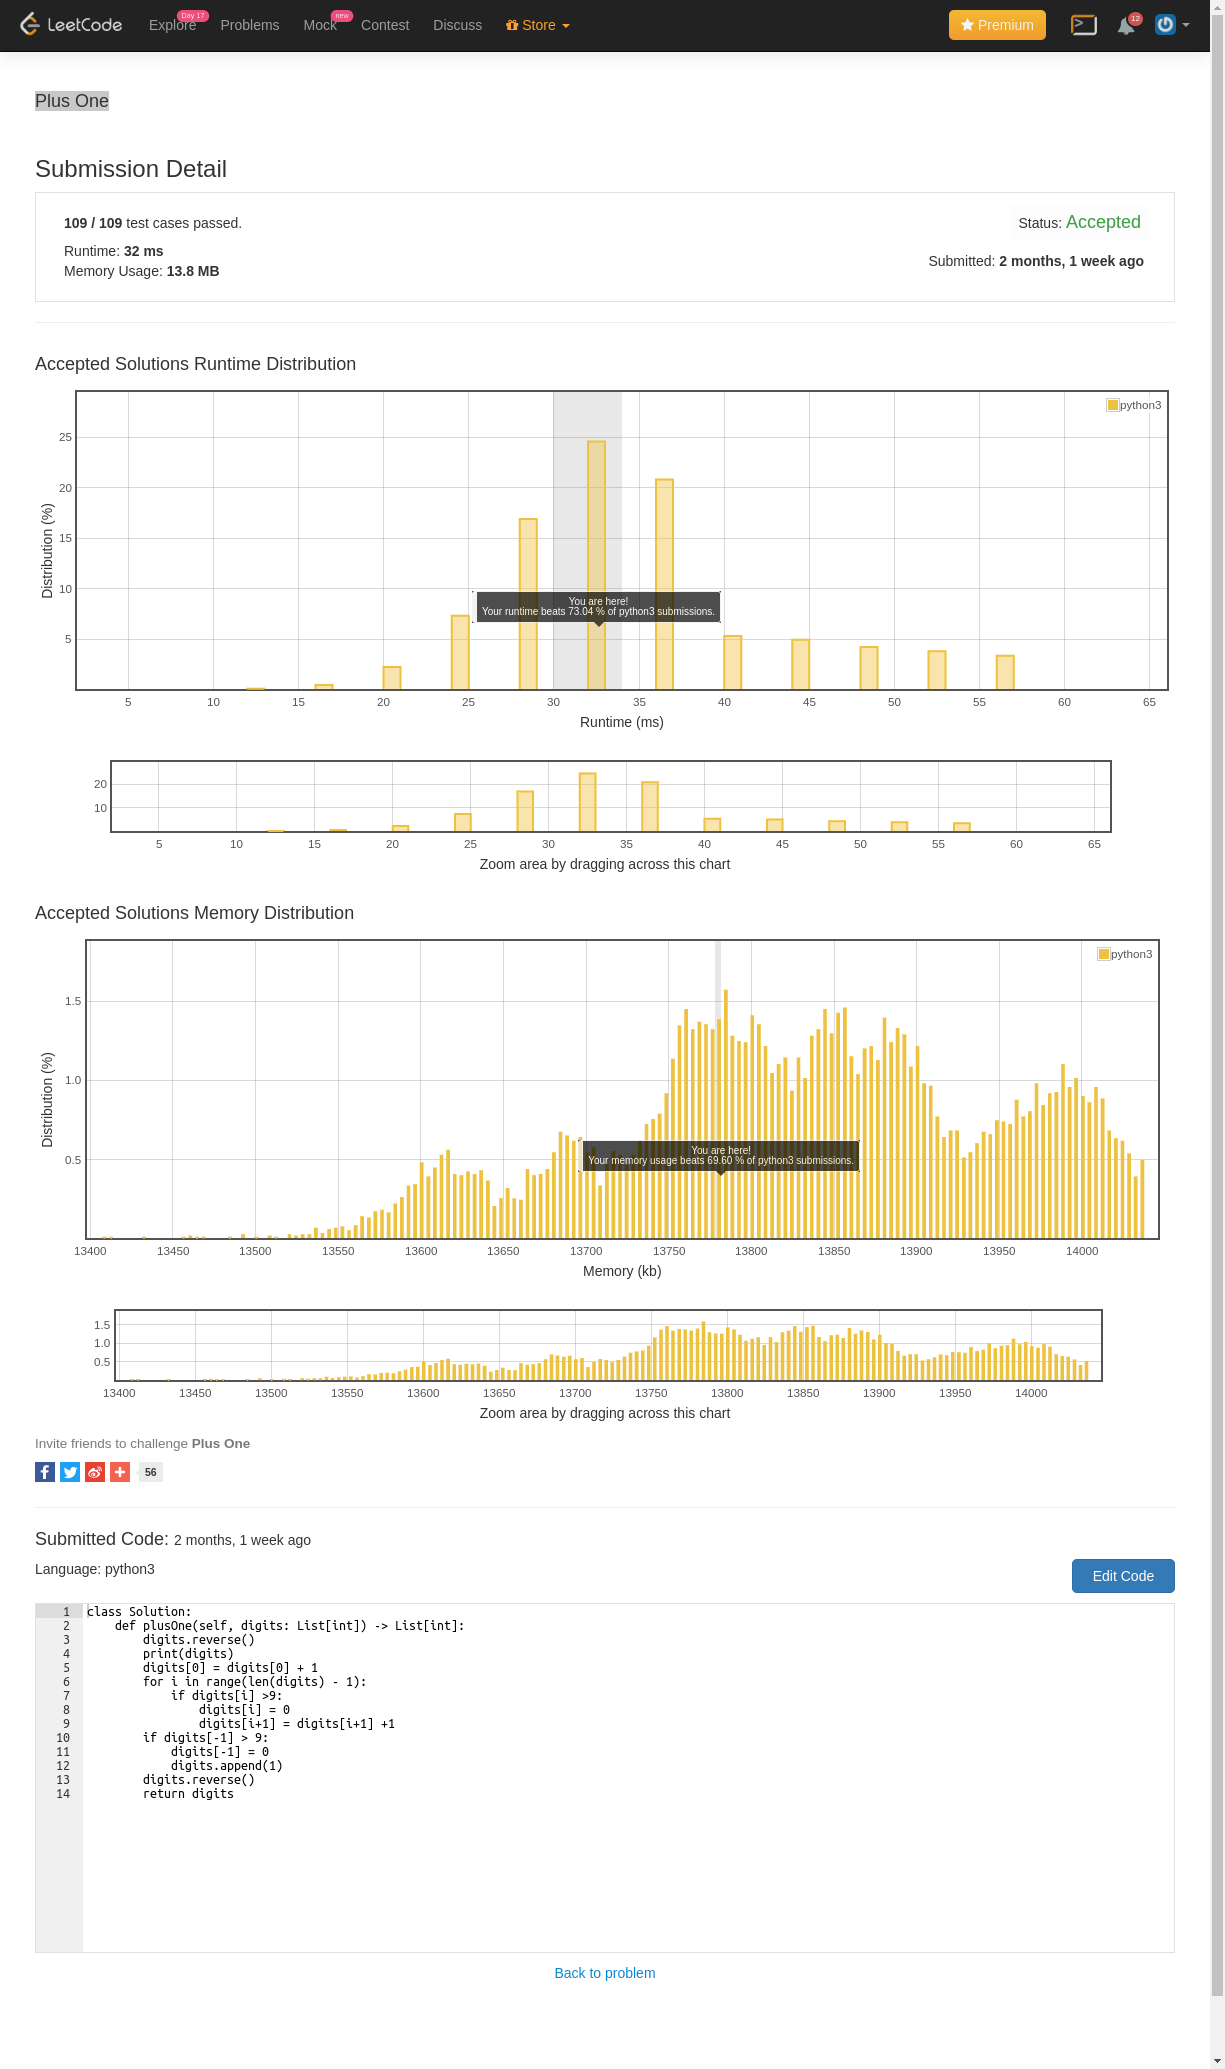 LeetCode Explore Day 17 Problems Mock new Contest Discuss Store Premium 12
Plus One
Submission Detail
109 / 109 test cases passed.
Status: Accepted
Runtime: 32 ms
Submitted: 2 months, 1 week ago
Memory Usage: 13.8 MB
Accepted Solutions Runtime Distribution
python3
25
20
15
10
5
Distribution (%)
You are here!
Your runtime beats 73.04 % of python3 submissions.
5 10 15 20 25 30 35 40 45 50 55 60 65
Runtime (ms)
20
10
5 10 15 20 25 30 35 40 45 50 55 60 65
Zoom area by dragging across this chart
Accepted Solutions Memory Distribution
python3
1.5
1.0
0.5
Distribution (%)
You are here!
Your memory usage beats 69.60 % of python3 submissions.
13400 13450 13500 13550 13600 13650 13700 13750 13800 13850 13900 13950 14000
Memory (kb)
1.5
1.0
0.5
13400 13450 13500 13550 13600 13650 13700 13750 13800 13850 13900 13950 14000
Zoom area by dragging across this chart
Invite friends to challenge Plus One
56
Submitted Code: 2 months, 1 week ago
Language: python3
Edit Code
1 class Solution:
2     def plusOne(self, digits: List[int]) -> List[int]:
3         digits.reverse()
4         print(digits)
5         digits[0] = digits[0] + 1
6         for i in range(len(digits) - 1):
7             if digits[i] >9:
8                 digits[i] = 0
9                 digits[i+1] = digits[i+1] +1
10         if digits[-1] > 9:
11             digits[-1] = 0
12             digits.append(1)
13         digits.reverse()
14         return digits
Back to problem